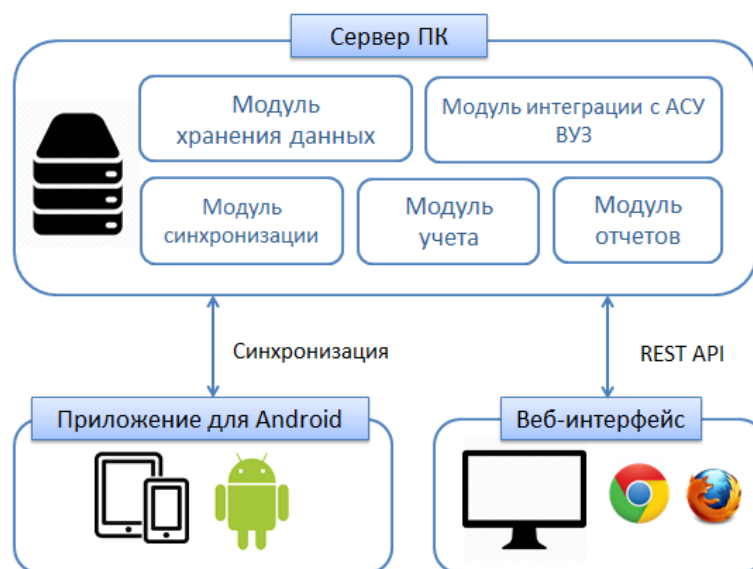 Сервер ПК
Модуль
хранения данных
Модуль интеграции с АСУ
ВУЗ
Модуль
синхронизации
Модуль
учета
Модуль
отчетов
Синхронизация
REST API
Приложение для Android
Веб-интерфейс